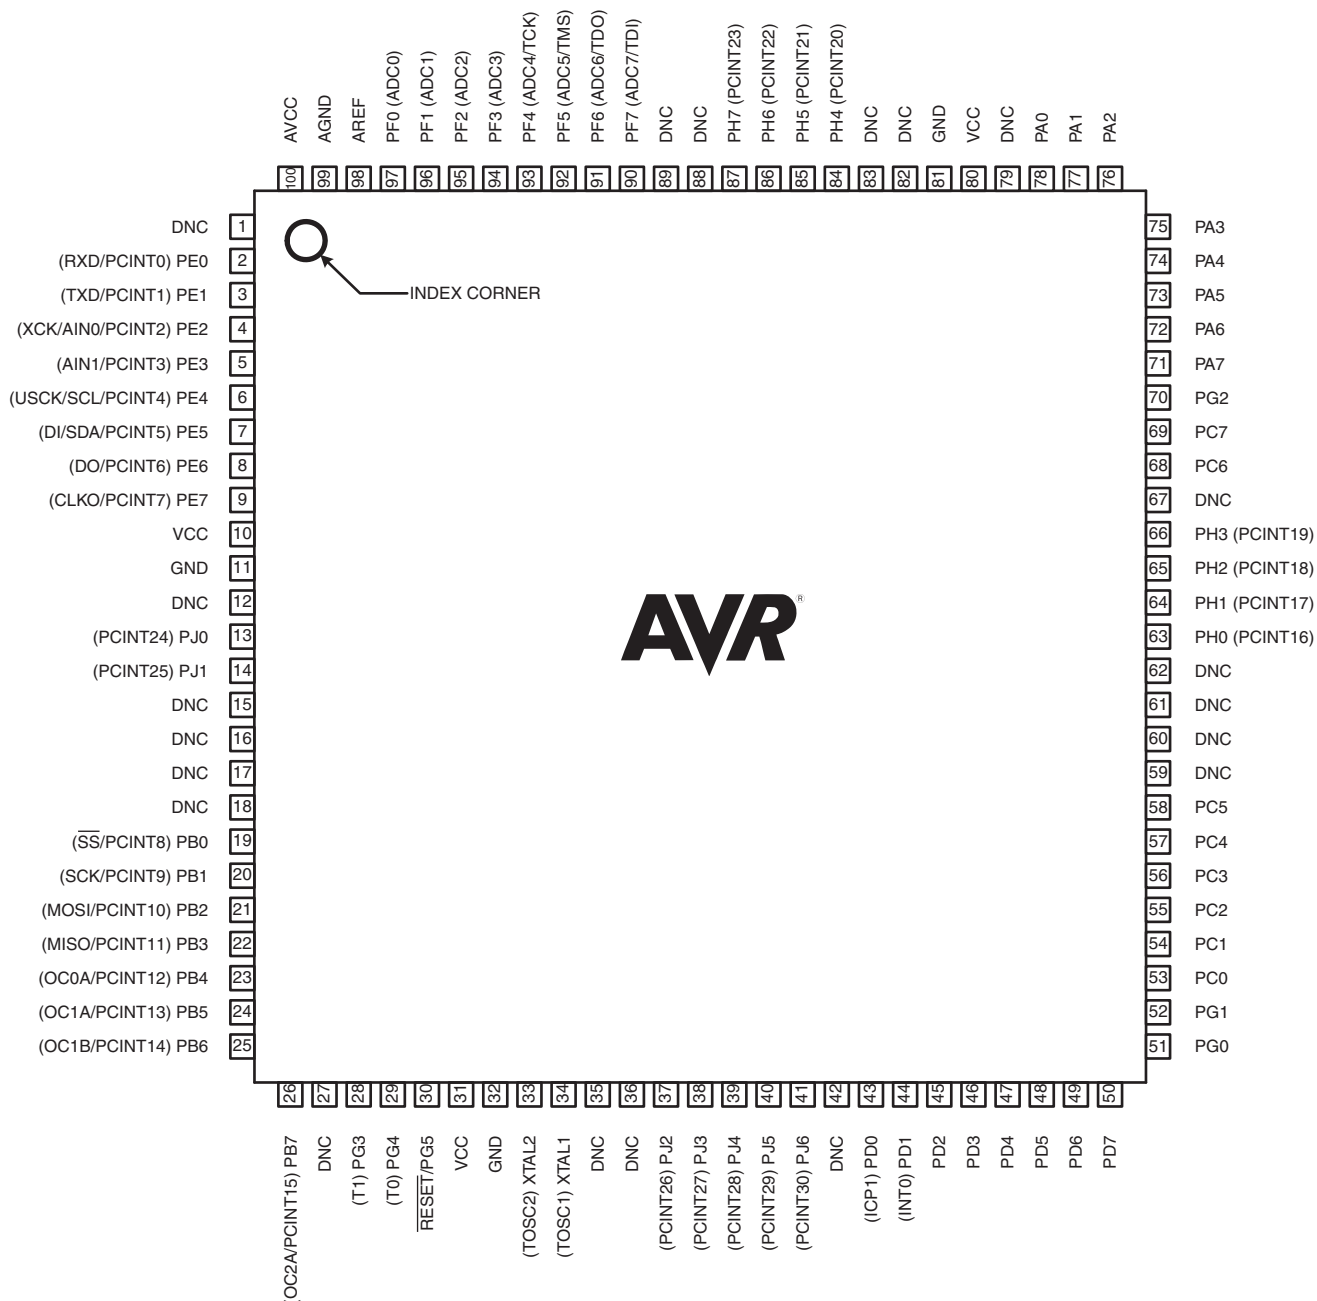 AVCC
AGND
AREF
PF0 (ADC0)
PF1 (ADC1)
PF2 (ADC2)
PF3 (ADC3)
PF4 (ADC4/TCK)
PF5 (ADC5/TMS)
PF6 (ADC6/TDO)
PF7 (ADC7/TDI)
DNC
DNC
PH7 (PCINT23)
PH6 (PCINT22)
PH5 (PCINT21)
PH4 (PCINT20)
DNC
DNC
GND
VCC
DNC
PA0
PA1
PA2
100
99
98
97
96
95
94
93
92
91
90
89
88
87
86
85
84
83
82
81
80
79
78
77
76
DNC 1
(RXD/PCINT0) PE0 2
(TXD/PCINT1) PE1 3
(XCK/AIN0/PCINT2) PE2 4
(AIN1/PCINT3) PE3 5
(USCK/SCL/PCINT4) PE4 6
(DI/SDA/PCINT5) PE5 7
(DO/PCINT6) PE6 8
(CLKO/PCINT7) PE7 9
VCC 10
GND 11
DNC 12
(PCINT24) PJ0 13
(PCINT25) PJ1 14
DNC 15
DNC 16
DNC 17
DNC 18
(SS/PCINT8) PB0 19
(SCK/PCINT9) PB1 20
(MOSI/PCINT10) PB2 21
(MISO/PCINT11) PB3 22
(OC0A/PCINT12) PB4 23
(OC1A/PCINT13) PB5 24
(OC1B/PCINT14) PB6 25
INDEX CORNER
AVR®
75 PA3
74 PA4
73 PA5
72 PA6
71 PA7
70 PG2
69 PC7
68 PC6
67 DNC
66 PH3 (PCINT19)
65 PH2 (PCINT18)
64 PH1 (PCINT17)
63 PH0 (PCINT16)
62 DNC
61 DNC
60 DNC
59 DNC
58 PC5
57 PC4
56 PC3
55 PC2
54 PC1
53 PC0
52 PG1
51 PG0
26
27
28
29
30
31
32
33
34
35
36
37
38
39
40
41
42
43
44
45
46
47
48
49
50
(OC2A/PCINT15) PB7
DNC
(T1) PG3
(T0) PG4
RESET/PG5
VCC
GND
(TOSC2) XTAL2
(TOSC1) XTAL1
DNC
DNC
(PCINT26) PJ2
(PCINT27) PJ3
(PCINT28) PJ4
(PCINT29) PJ5
(PCINT30) PJ6
DNC
(ICP1) PD0
(INT0) PD1
PD2
PD3
PD4
PD5
PD6
PD7